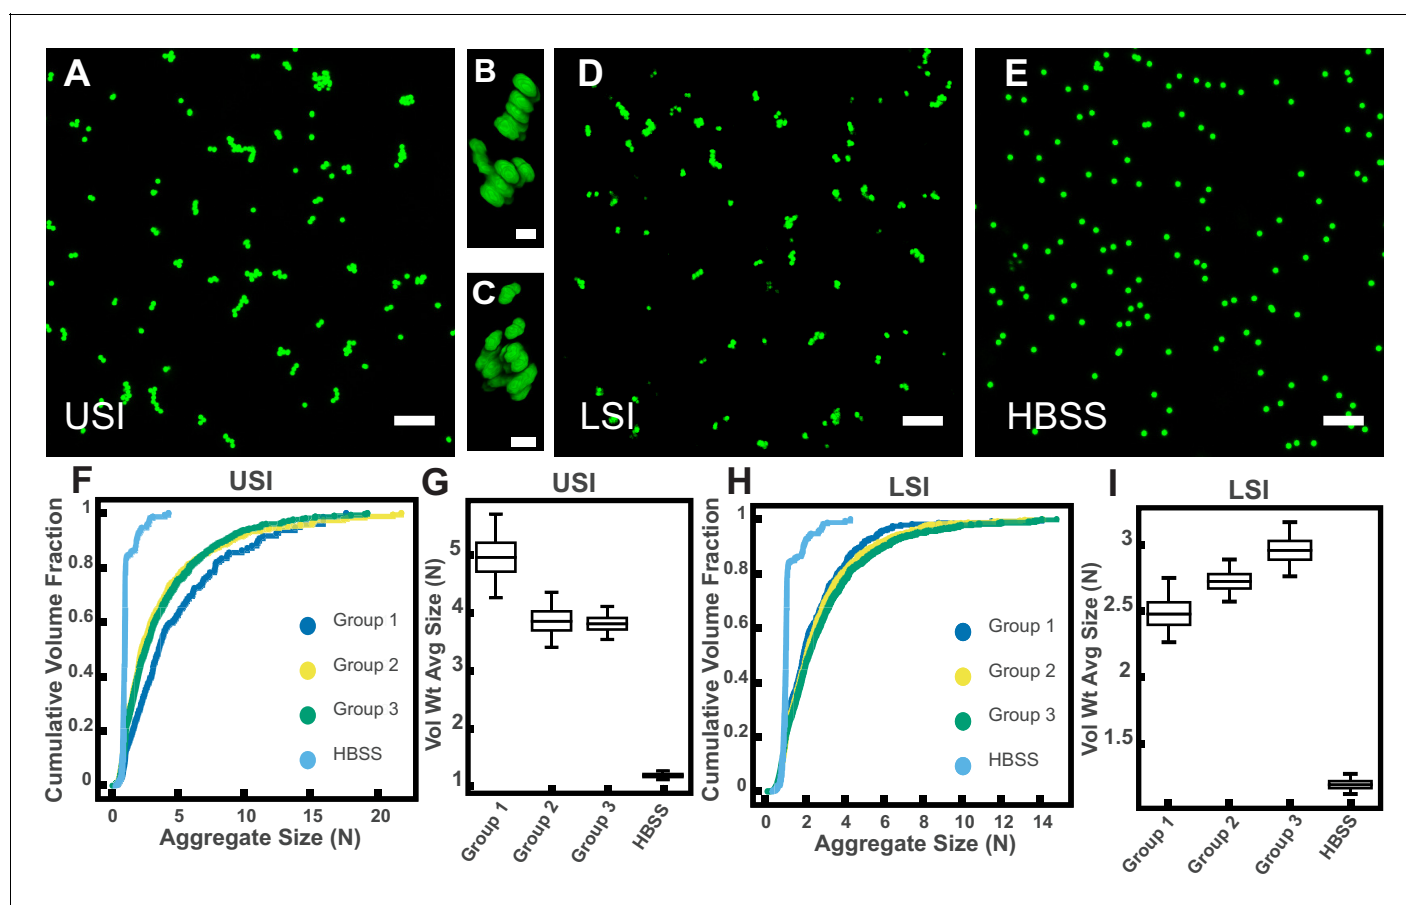 A
B
D
E
C
USI
LSI
HBSS
F
USI
G
USI
H
LSI
I
LSI
Cumulative Volume Fraction
1
0.8
0.6
0.4
0.2
0
Group 1
Group 2
Group 3
HBSS
0 5 10 15 20
Aggregate Size (N)
Vol Wt Avg Size (N)
5
4
3
2
1
Group 1
Group 2
Group 3
HBSS
Cumulative Volume Fraction
1
0.8
0.6
0.4
0.2
0
Group 1
Group 2
Group 3
HBSS
0 2 4 6 8 10 12 14
Aggregate Size (N)
Vol Wt Avg Size (N)
3
2.5
2
1.5
Group 1
Group 2
Group 3
HBSS